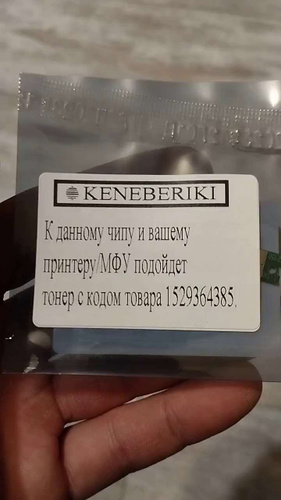 KENEBERIKI
К данному чипу и вашему
принтеру/МФУ подойдет
тонер с кодом товара 1529364385.